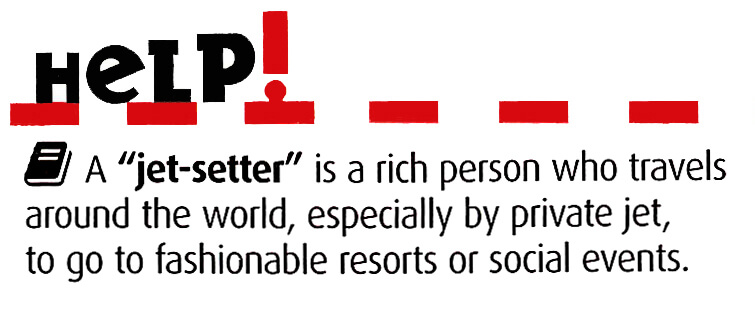 HeLP!
A “jet-setter” is a rich person who travels
around the world, especially by private jet,
to go to fashionable resorts or social events.